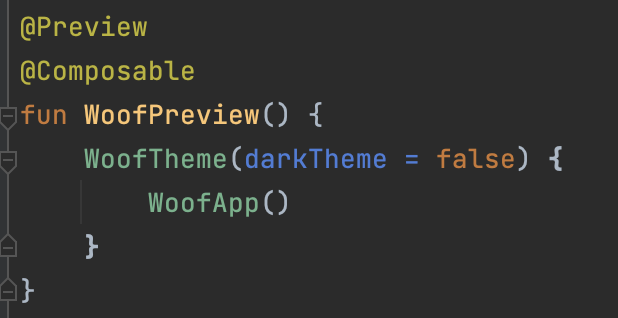 @Preview
@Composable
fun WoofPreview() {
    WoofTheme(darkTheme = false) {
        WoofApp()
    }
}